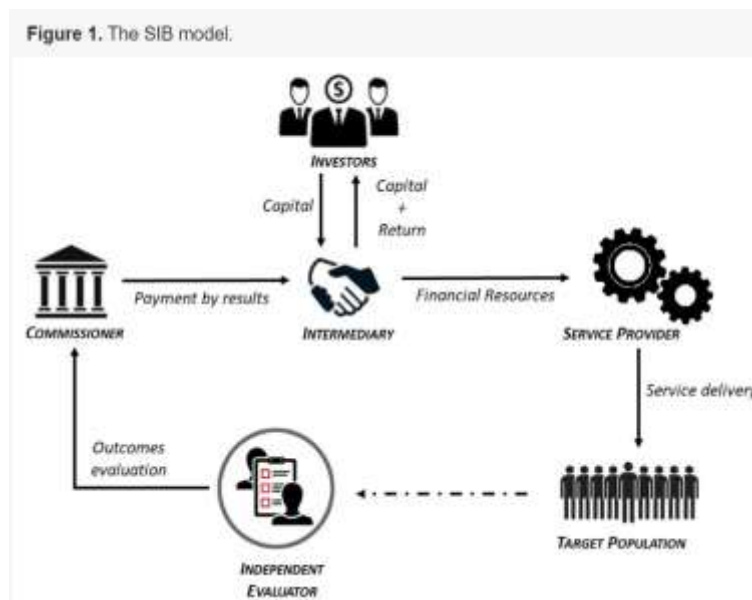 Figure 1. The SIB model.
$
INVESTORS
Capital
Capital
+
Return
Payment by results
Financial Resources
COMMISSIONER
INTERMEDIARY
SERVICE PROVIDER
Service delivery
Outcomes
evaluation
TARGET POPULATION
INDEPENDENT
EVALUATOR